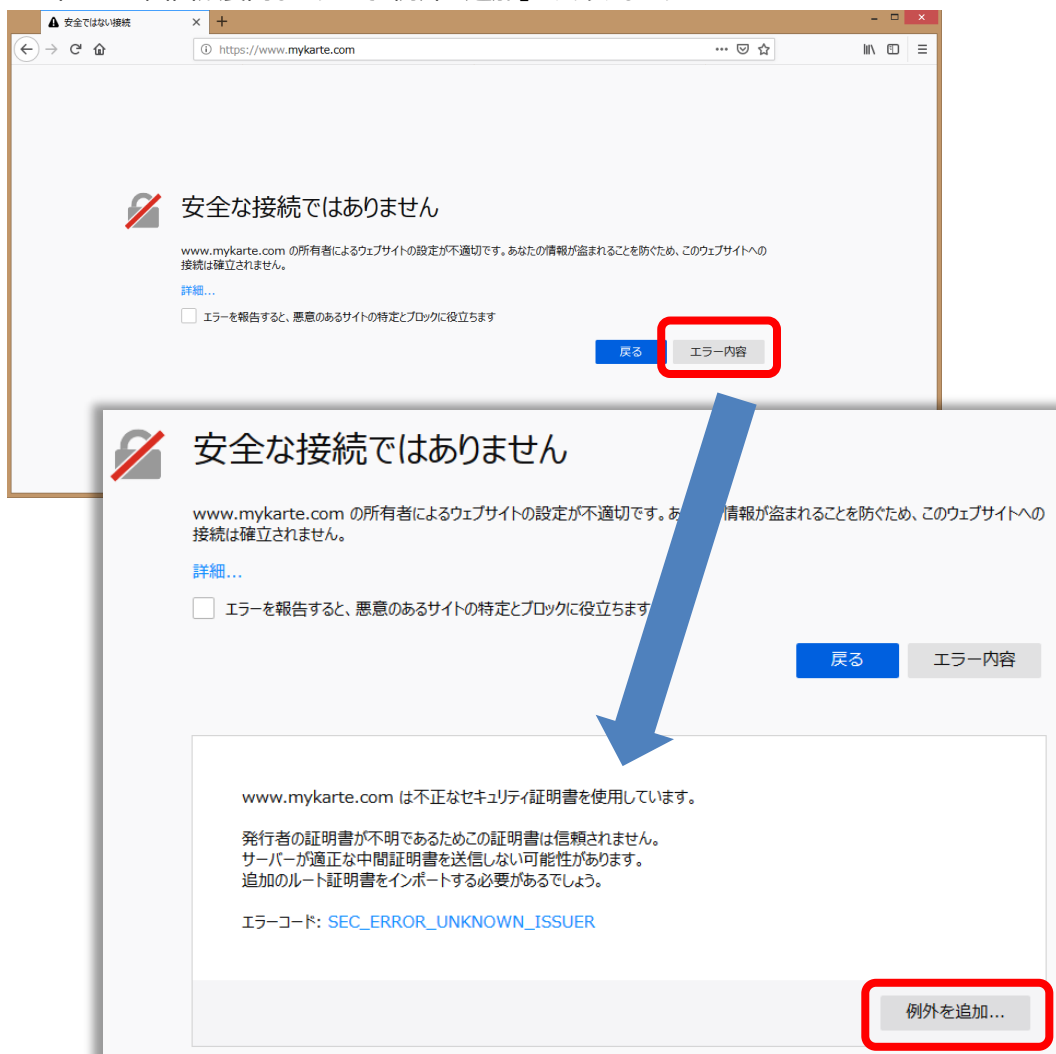 安全ではない接続
https://www.mykarte.com
安全な接続ではありません
www.mykarte.com の所有者によるウェブサイトの設定が不適切です。あなたの情報が盗まれることを防ぐため、このウェブサイトへの
接続は確立されません。
詳細...
エラーを報告すると、悪意のあるサイトの特定とブロックに役立ちます
戻る エラー内容
安全な接続ではありません
www.mykarte.com の所有者によるウェブサイトの設定が不適切です。あ 情報が盗まれることを防ぐため、このウェブサイトへの
接続は確立されません。
詳細...
エラーを報告すると、悪意のあるサイトの特定とブロックに役立ちます
戻る エラー内容
www.mykarte.com は不正なセキュリティ証明書を使用しています。
発行者の証明書が不明であるためこの証明書は信頼されません。
サーバーが適正な中間証明書を送信しない可能性があります。
追加のルート証明書をインポートする必要があるでしょう。
エラーコード: SEC_ERROR_UNKNOWN_ISSUER
例外を追加...